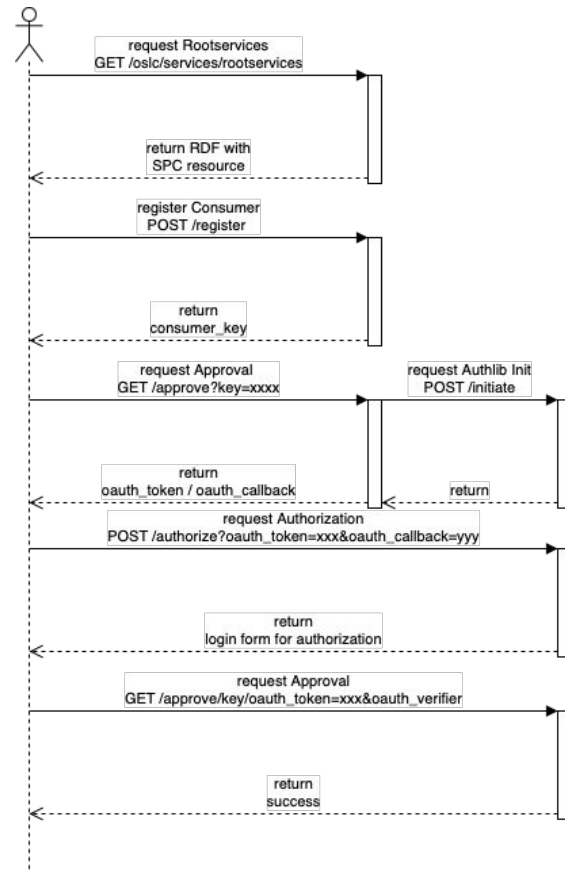 request Rootservices
GET /oslc/services/rootservices
return RDF with
SPC resource
register Consumer
POST /register
return
consumer_key
request Approval
GET /approve?key=xxxx
request Authlib Init
POST /initiate
return
oauth_token / oauth_callback
return
request Authorization
POST /authorize?oauth_token=xxx&oauth_callback=yyy
return
login form for authorization
request Approval
GET /approve/key/oauth_token=xxx&oauth_verifier
return
success